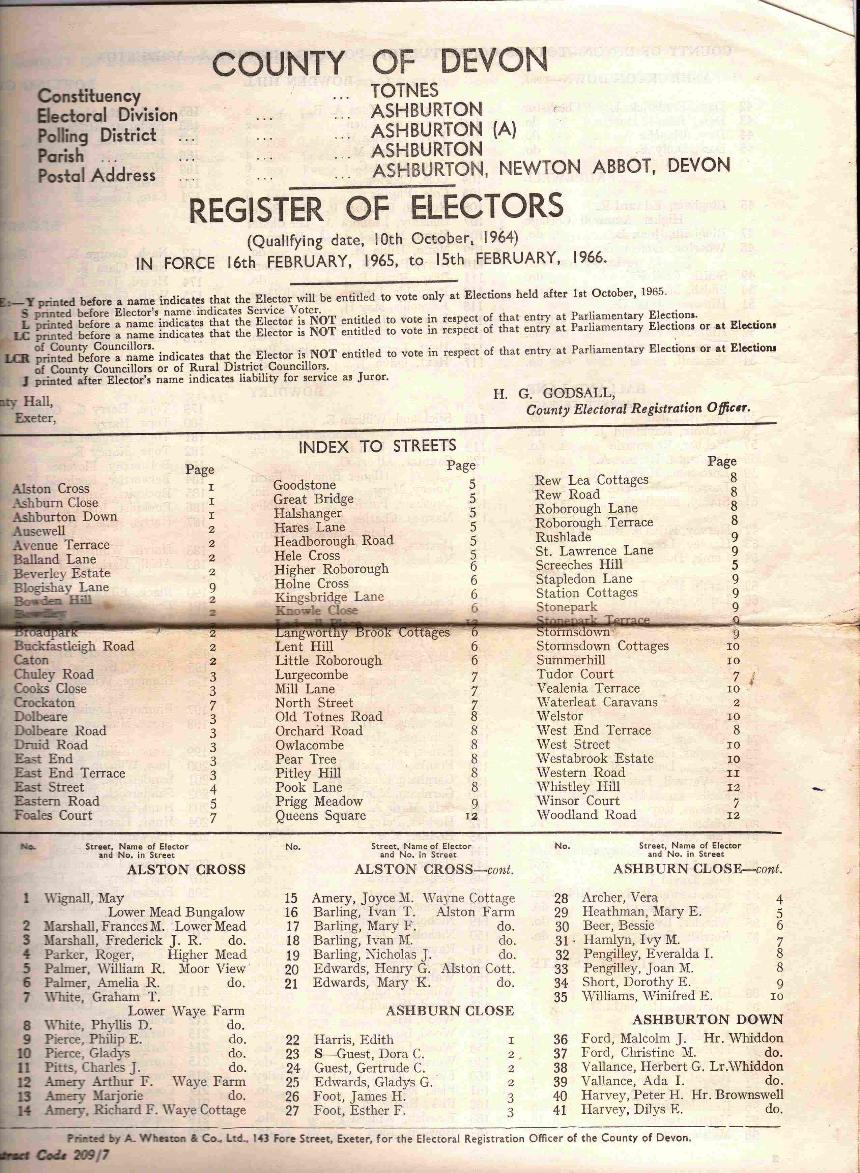 COUNTY OF DEVON
Constituency ... TOTNES
Electoral Division ... ... ASHBURTON
Polling District ... ... ... ASHBURTON (A)
Parish ... ... ... ASHBURTON
Postal Address ... ... ... ASHBURTON, NEWTON ABBOT, DEVON
REGISTER OF ELECTORS
(Qualifying date, 10th October, 1964)
IN FORCE 16th FEBRUARY, 1965, to 15th FEBRUARY, 1966.
E:—Y printed before a name indicates that the Elector will be entitled to vote only at Elections held after 1st October, 1965.
S printed before Elector's name indicates Service Voter.
L printed before a name indicates that the Elector is NOT entitled to vote in respect of that entry at Parliamentary Elections.
LC printed before a name indicates that the Elector is NOT entitled to vote in respect of that entry at Parliamentary Elections or at Elections
of County Councillors.
LCR printed before a name indicates that the Elector is NOT entitled to vote in respect of that entry at Parliamentary Elections or at Elections
of County Councillors or of Rural District Councillors.
J printed after Elector's name indicates liability for service as Juror.
nty Hall,
Exeter,
H. G. GODSALL,
County Electoral Registration Officer.
INDEX TO STREETS
Page
Alston Cross 1
Ashburn Close 1
Ashburton Down 1
Ausewell 2
Avenue Terrace 2
Balland Lane 2
Beverley Estate 2
Blogishay Lane 9
Bowden Hill 2
Bowdley 2
Broadpark 2
Buckfastleigh Road 2
Caton 2
Chuley Road 3
Cooks Close 3
Crockaton 7
Dolbeare 3
Dolbeare Road 3
Druid Road 3
East End 3
East End Terrace 3
East Street 4
Eastern Road 5
Foales Court 7
Page
Goodstone 5
Great Bridge 5
Halshanger 5
Hares Lane 5
Headborough Road 5
Hele Cross 5
Higher Roborough 6
Holne Cross 6
Kingsbridge Lane 6
Knowle Close 6
12
Langworthy Brook Cottages 6
Lent Hill 6
Little Roborough 6
Lurgecombe 7
Mill Lane 7
North Street 7
Old Totnes Road 8
Orchard Road 8
Owlacombe 8
Pear Tree 8
Pitley Hill 8
Pook Lane 8
Prigg Meadow 9
Queens Square 12
Page
Rew Lea Cottages 8
Rew Road 8
Roborough Lane 8
Roborough Terrace 8
Rushlade 9
St. Lawrence Lane 9
Screeches Hill 5
Stapledon Lane 9
Station Cottages 9
Stonepark 9
Stonepark Terrace 9
Stormsdown 9
Stormsdown Cottages 10
Summerhill 10
Tudor Court 7
Vealenia Terrace 10
Waterleat Caravans 2
Welstor 10
West End Terrace 8
West Street 10
Westabrook Estate 10
Western Road 11
Whistley Hill 12
Winsor Court 7
Woodland Road 12
No. Street, Name of Elector
and No. in Street
ALSTON CROSS
1 Wignall, May
Lower Mead Bungalow
2 Marshall, Frances M. Lower Mead
3 Marshall, Frederick J. R. do.
4 Parker, Roger, Higher Mead
5 Palmer, William R. Moor View
6 Palmer, Amelia R. do.
7 White, Graham T.
Lower Waye Farm
8 White, Phyllis D. do.
9 Pierce, Philip E. do.
10 Pierce, Gladys do.
11 Pitts, Charles J. do.
12 Amery Arthur F. Waye Farm
13 Amery Marjorie do.
14 Amery, Richard F. Waye Cottage
No. Street, Name of Elector
and No. in Street
ALSTON CROSS—cont.
15 Amery, Joyce M. Wayne Cottage
16 Barling, Ivan T. Alston Farm
17 Barling, Mary F. do.
18 Barling, Ivan M. do.
19 Barling, Nicholas J. do.
20 Edwards, Henry G. Alston Cott.
21 Edwards, Mary K. do.
ASHBURN CLOSE
22 Harris, Edith 1
23 S—Guest, Dora C. 2
24 Guest, Gertrude C. 2
25 Edwards, Gladys G. 2
26 Foot, James H. 3
27 Foot, Esther F. 3
No. Street, Name of Elector
and No. in Street
ASHBURN CLOSE—cont.
28 Archer, Vera 4
29 Heathman, Mary E. 5
30 Beer, Bessie 6
31 Hamlyn, Ivy M. 7
32 Pengilley, Everalda I. 8
33 Pengilley, Joan M. 8
34 Short, Dorothy E. 9
35 Williams, Winifred E. 10
ASHBURTON DOWN
36 Ford, Malcolm J. Hr. Whiddon
37 Ford, Christine M. do.
38 Vallance, Herbert G. Lr. Whiddon
39 Vallance, Ada I. do.
40 Harvey, Peter H. Hr. Brownswell
41 Harvey, Dilys E. do.
Printed by A. Wheaton & Co., Ltd., 143 Fore Street, Exeter, for the Electoral Registration Officer of the County of Devon.
tract Code 209/7